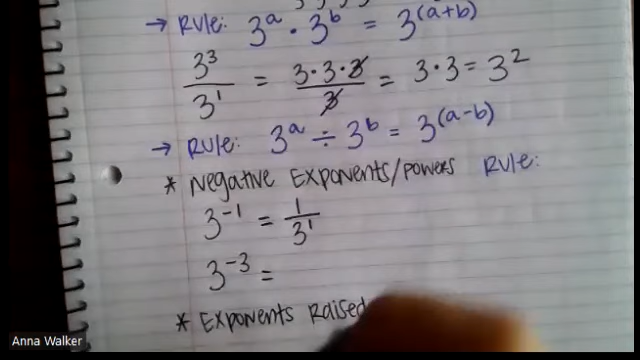 → RULE: 3^a · 3^b = 3^(a+b)
3^3/3^1 = 3·3·3/3 = 3·3 = 3^2
→ RULE: 3^a ÷ 3^b = 3^(a-b)
* Negative Exponents/powers RULE:
3^-1 = 1/3^1
3^-3 =
* Exponents Raised
Anna Walker